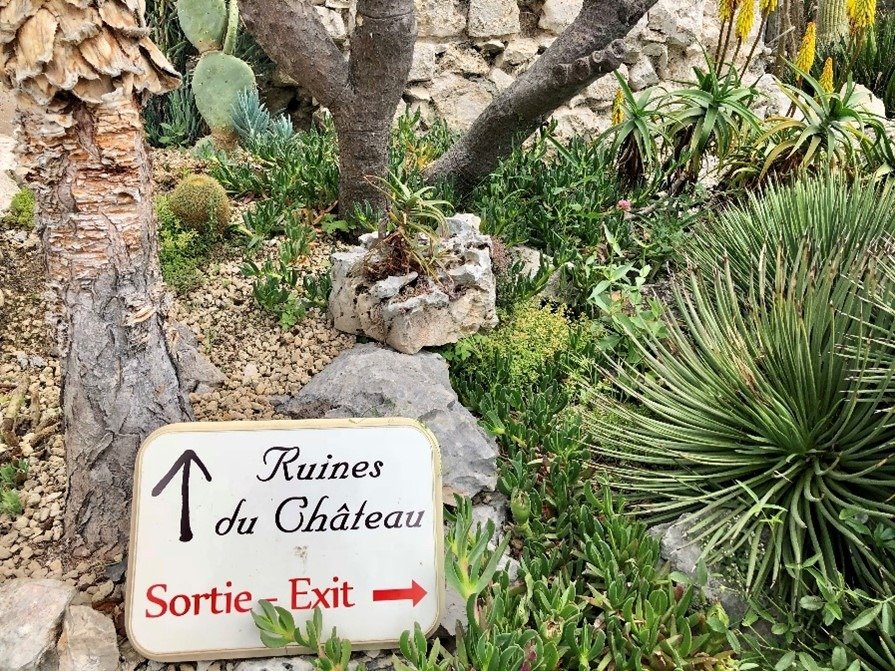 Ruines
du Château
Sortie - Exit